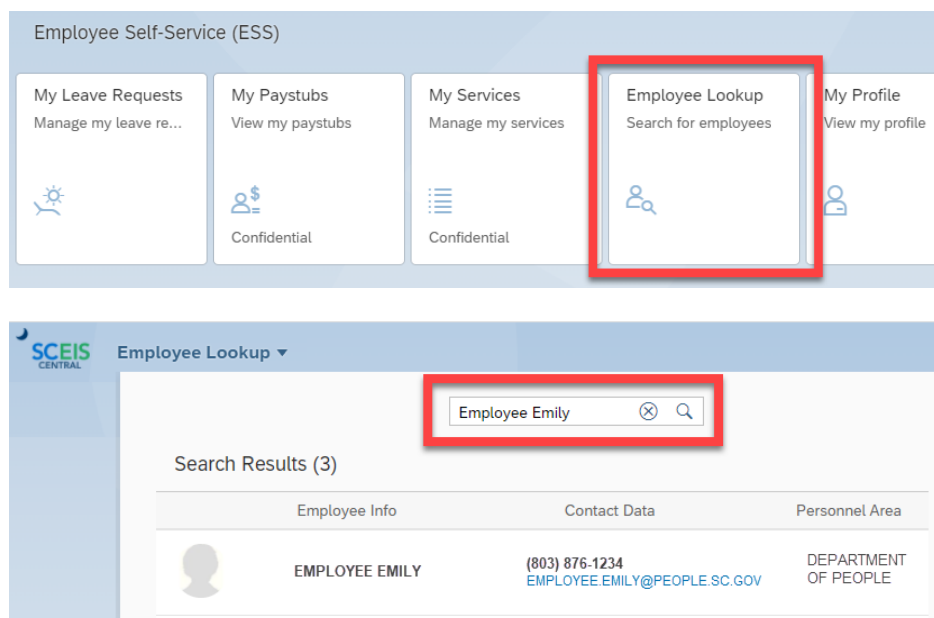 Employee Self-Service (ESS)
My Leave Requests
Manage my leave re...
My Paystubs
View my paystubs
Confidential
My Services
Manage my services
Confidential
Employee Lookup
Search for employees
My Profile
View my profile
SCEIS
CENTRAL
Employee Lookup
Employee Emily
Search Results (3)
Employee Info Contact Data Personnel Area
EMPLOYEE EMILY
(803) 876-1234
EMPLOYEE.EMILY@PEOPLE.SC.GOV
DEPARTMENT
OF PEOPLE